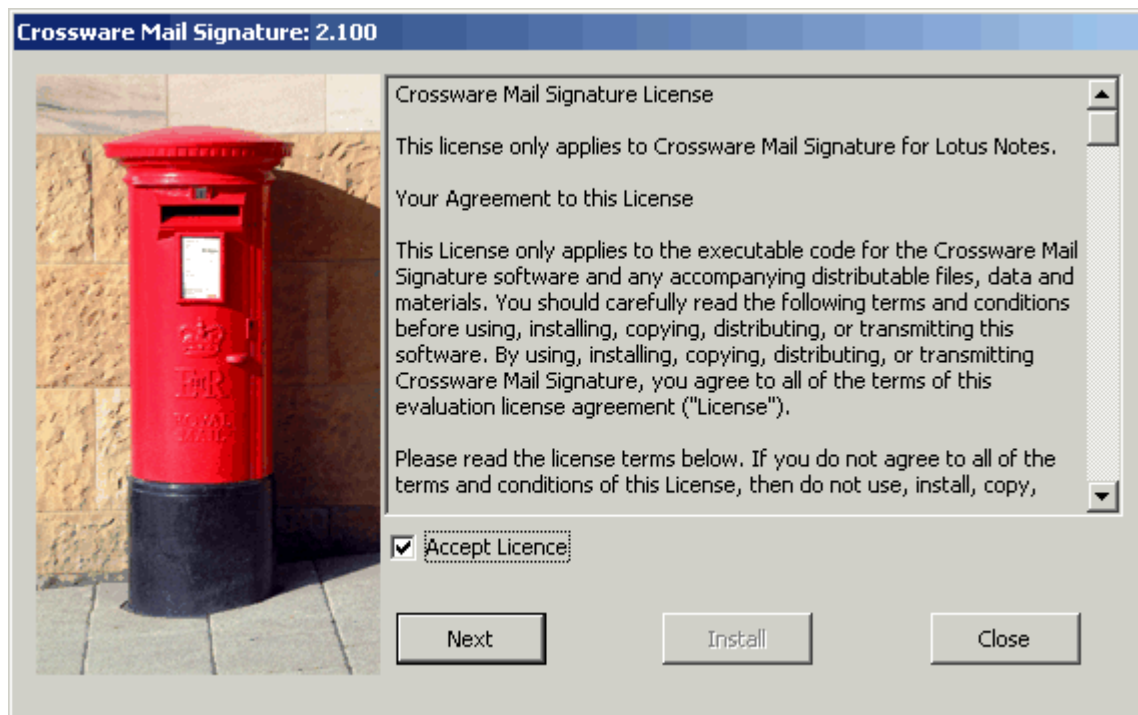 Crossware Mail Signature: 2.100
Crossware Mail Signature License
This license only applies to Crossware Mail Signature for Lotus Notes.
Your Agreement to this License
This License only applies to the executable code for the Crossware Mail
Signature software and any accompanying distributable files, data and
materials. You should carefully read the following terms and conditions
before using, installing, copying, distributing, or transmitting this
software. By using, installing, copying, distributing, or transmitting
Crossware Mail Signature, you agree to all of the terms of this
evaluation license agreement ("License").
Please read the license terms below. If you do not agree to all of the
terms and conditions of this License, then do not use, install, copy,
E II R
ROYAL
MAIL
Accept Licence
Next
Install
Close